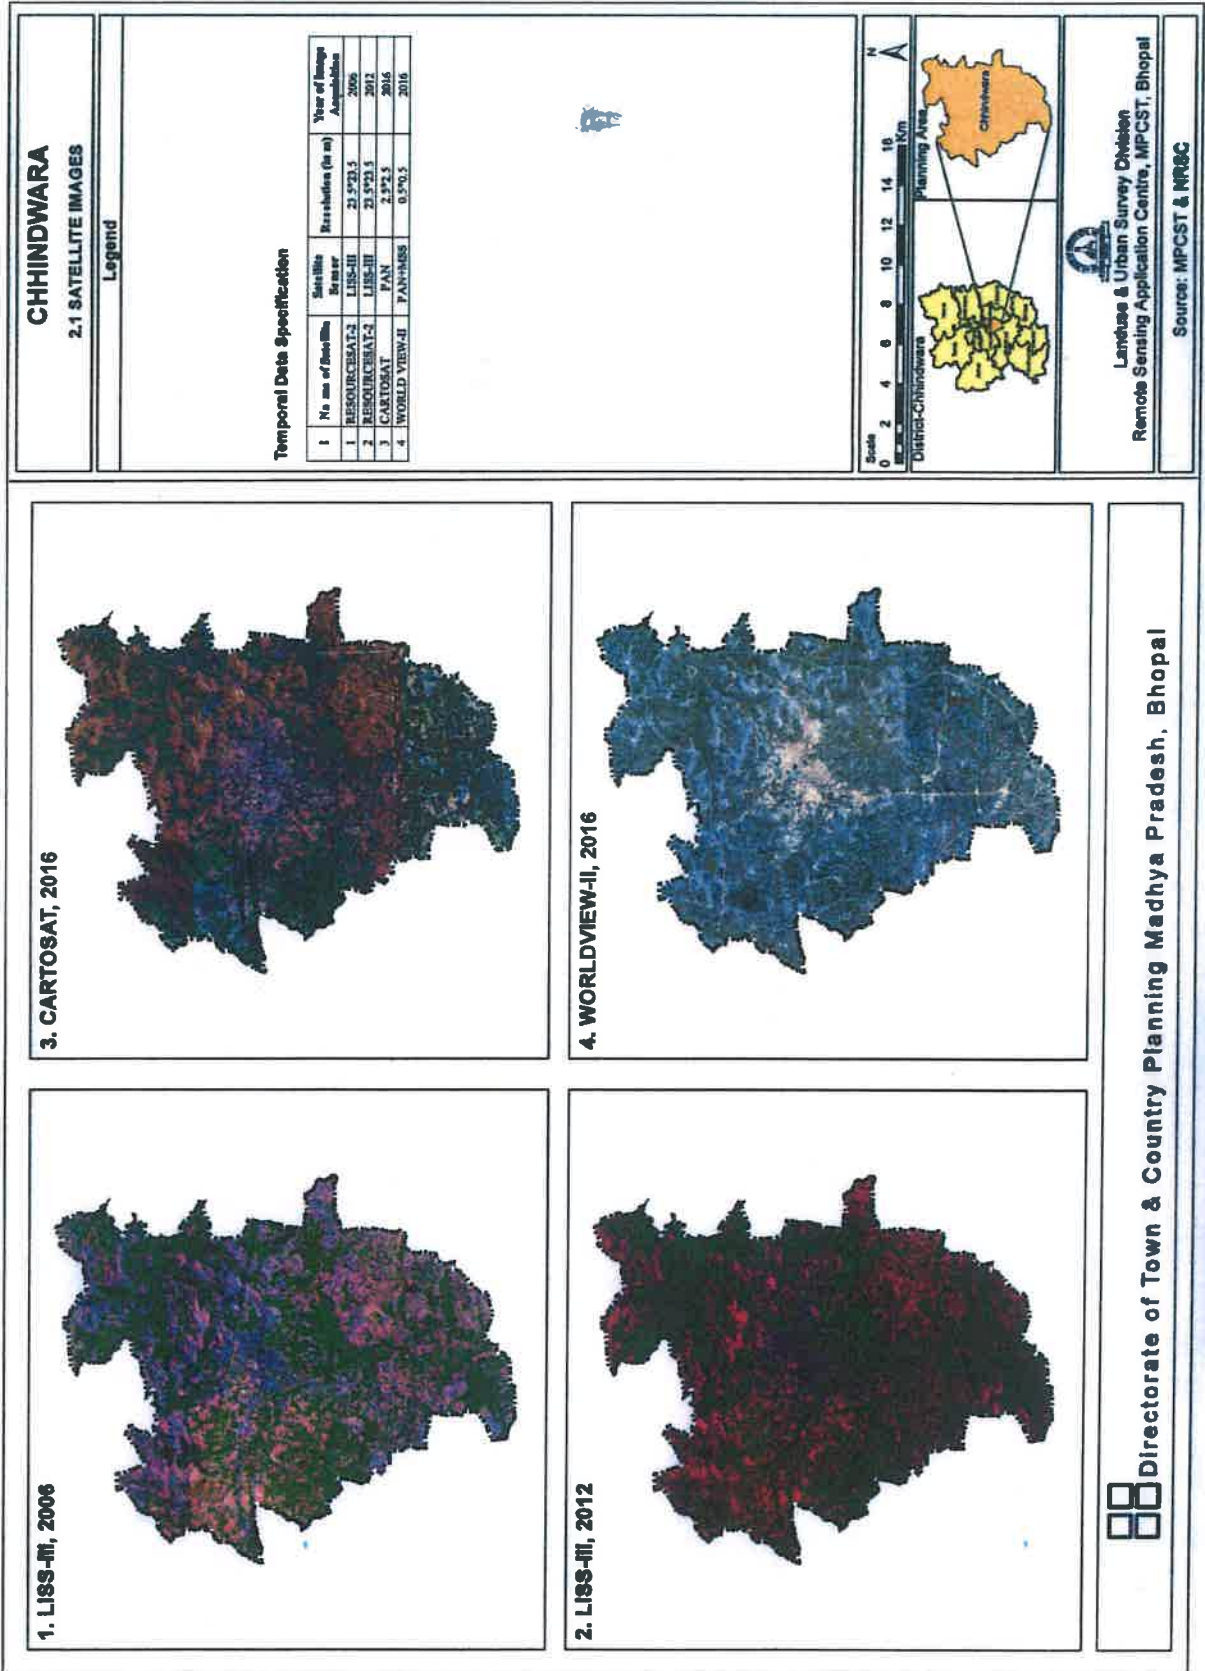 CHHINDWARA
2.1 SATELLITE IMAGES
Legend
Temporal Data Specification
Satellite Sensor Resolution (in m) Year of Image Acquisition
1 RESOURCESAT-2 LISS-III 23.5*23.5 2006
2 RESOURCESAT-2 LISS-III 23.5*23.5 2012
3 CARTOSAT PAN 2.5*2.5 2016
4 WORLD VIEW-II PAN+MSS 0.5*0.5 2016
1. LISS-III, 2006
3. CARTOSAT, 2016
2. LISS-III, 2012
4. WORLDVIEW-II, 2016
Scale
0 2 4 6 8 10 12 14 16
Km
N
District-Chhindwara
Planning Area
Chhindwara
Landuse & Urban Survey Division
Remote Sensing Application Centre, MPCST, Bhopal
Source: MPCST & NRSC
Directorate of Town & Country Planning Madhya Pradesh, Bhopal